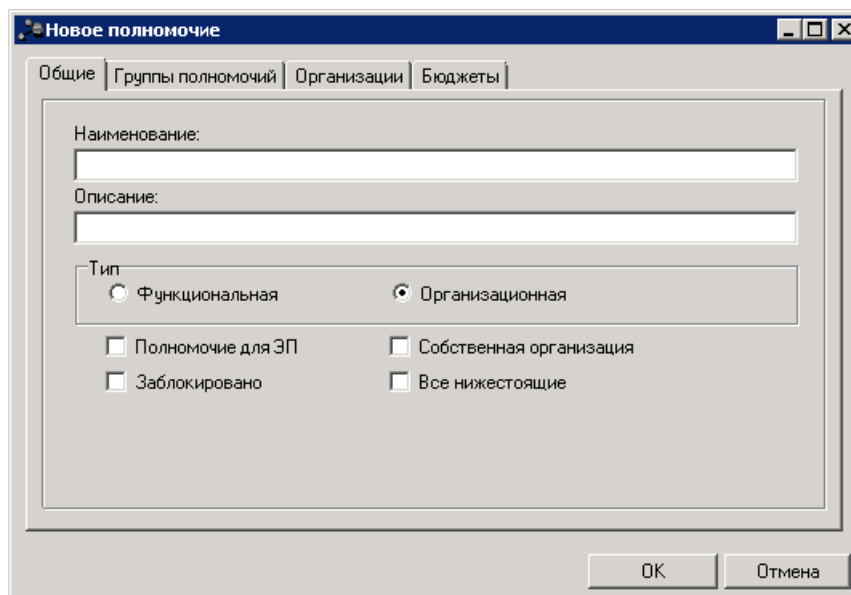 Новое полномочие
Общие Группы полномочий Организации Бюджеты
Наименование:
Описание:
Тип
Функциональная Организационная
Полномочие для ЭП Собственная организация
Заблокировано Все нижестоящие
OK Отмена